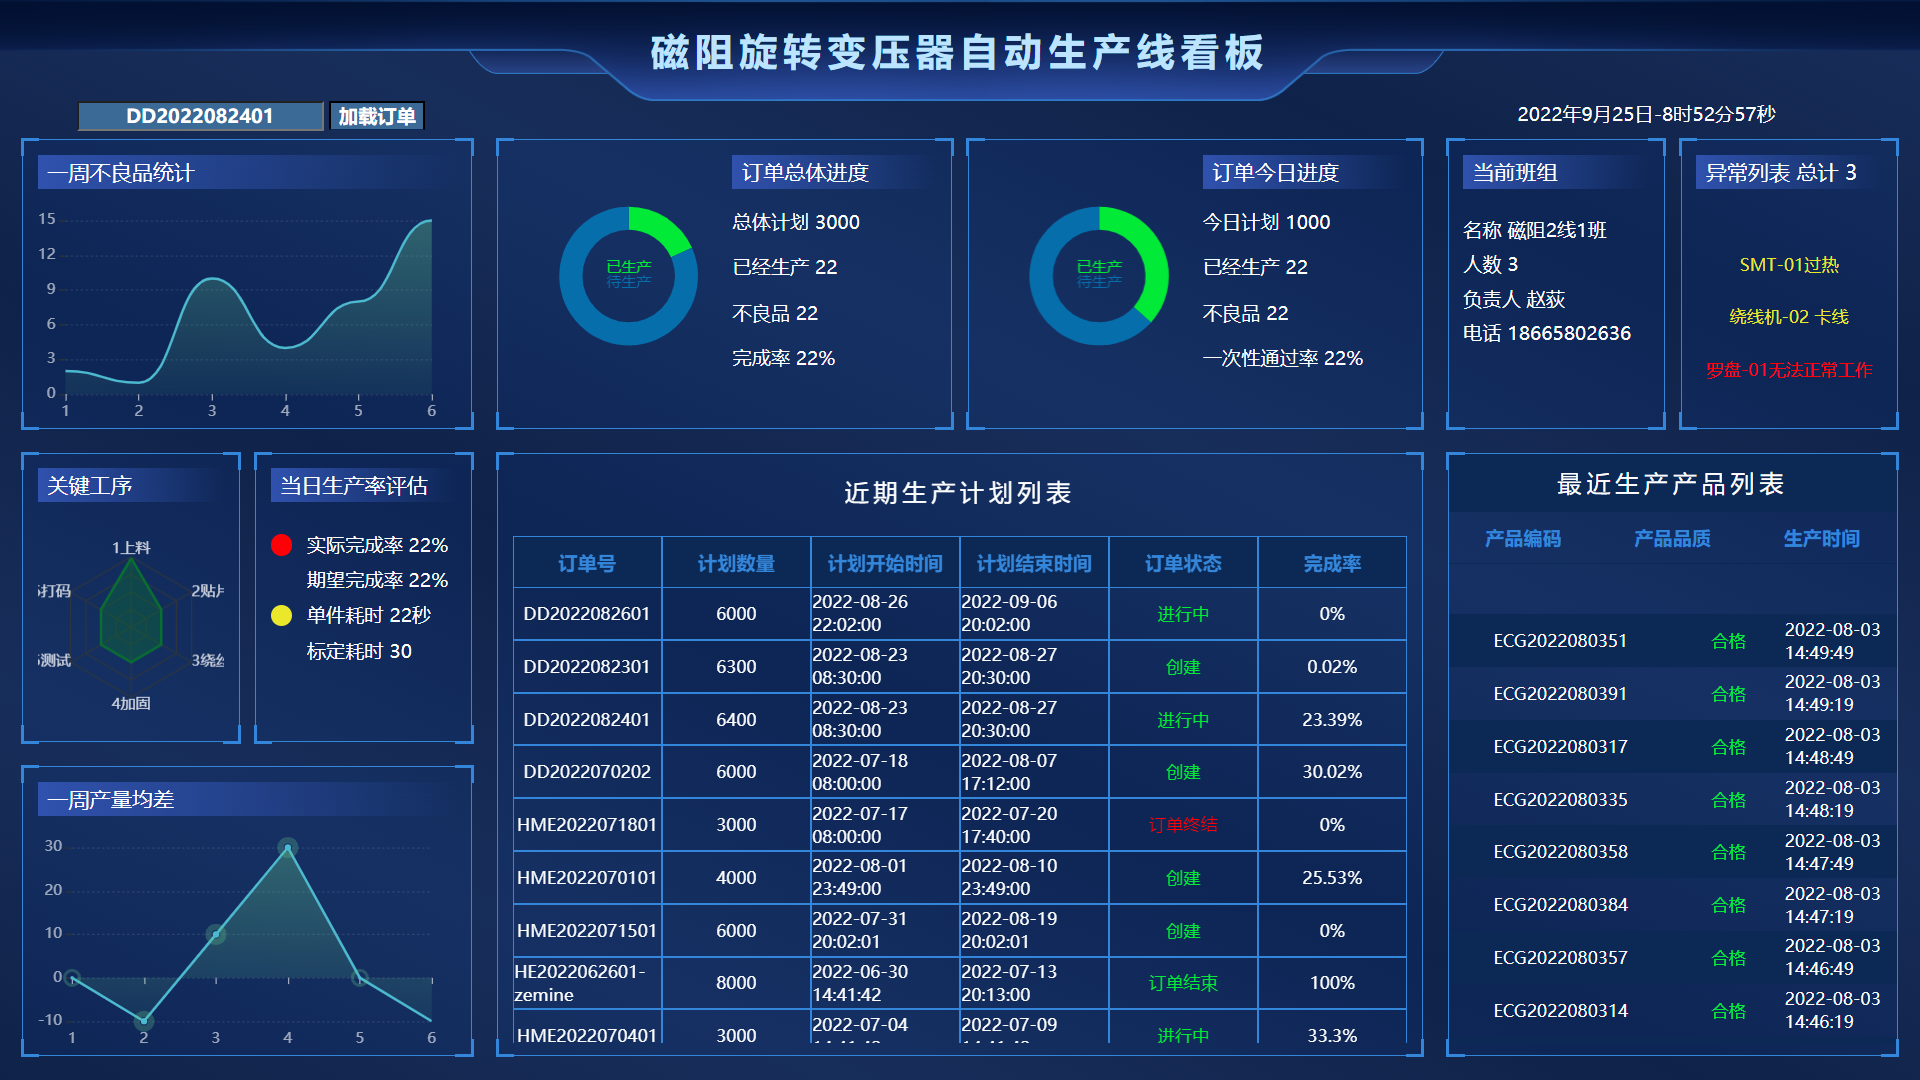 磁阻旋转变压器自动生产线看板
DD2022082401 加载订单
2022年9月25日-8时52分57秒
一周不良品统计
15
12
9
6
3
0
1 2 3 4 5 6
订单总体进度
已生产
待生产
总体计划 3000
已经生产 22
不良品 22
完成率 22%
订单今日进度
已生产
待生产
今日计划 1000
已经生产 22
不良品 22
一次性通过率 22%
当前班组
名称 磁阻2线1班
人数 3
负责人 赵荻
电话 18665802636
异常列表 总计 3
SMT-01过热
绕线机-02 卡线
罗盘-01无法正常工作
关键工序
1上料
打码 2贴
测试 3绕
4加固
当日生产率评估
实际完成率 22%
期望完成率 22%
单件耗时 22秒
标定耗时 30
一周产量均差
30
20
10
0
-10
1 2 3 4 5 6
近期生产计划列表
订单号 计划数量 计划开始时间 计划结束时间 订单状态 完成率
DD2022082601 6000 2022-08-26 22:02:00 2022-09-06 20:02:00 进行中 0%
DD2022082301 6300 2022-08-23 08:30:00 2022-08-27 20:30:00 创建 0.02%
DD2022082401 6400 2022-08-23 08:30:00 2022-08-27 20:30:00 进行中 23.39%
DD2022070202 6000 2022-07-18 08:00:00 2022-08-07 17:12:00 创建 30.02%
HME2022071801 3000 2022-07-17 08:00:00 2022-07-20 17:40:00 订单终结 0%
HME2022070101 4000 2022-08-01 23:49:00 2022-08-10 23:49:00 创建 25.53%
HME2022071501 6000 2022-07-31 20:02:01 2022-08-19 20:02:01 创建 0%
HE2022062601-zemine 8000 2022-06-30 14:41:42 2022-07-13 20:13:00 订单结束 100%
HME2022070401 3000 2022-07-04 2022-07-09 进行中 33.3%
最近生产产品列表
产品编码 产品品质 生产时间
ECG2022080351 合格 2022-08-03 14:49:49
ECG2022080391 合格 2022-08-03 14:49:19
ECG2022080317 合格 2022-08-03 14:48:49
ECG2022080335 合格 2022-08-03 14:48:19
ECG2022080358 合格 2022-08-03 14:47:49
ECG2022080384 合格 2022-08-03 14:47:19
ECG2022080357 合格 2022-08-03 14:46:49
ECG2022080314 合格 2022-08-03 14:46:19